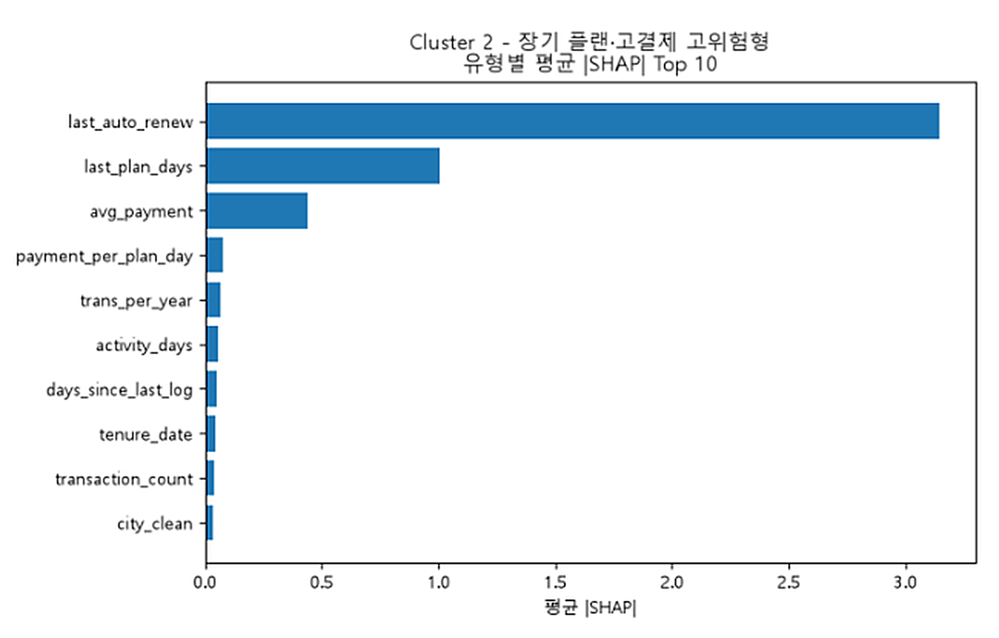 Cluster 2 - 장기 플랜·고결제 고위험형
유형별 평균 |SHAP| Top 10
last_auto_renew
last_plan_days
avg_payment
payment_per_plan_day
trans_per_year
activity_days
days_since_last_log
tenure_date
transaction_count
city_clean
0.0 0.5 1.0 1.5 2.0 2.5 3.0
평균 |SHAP|